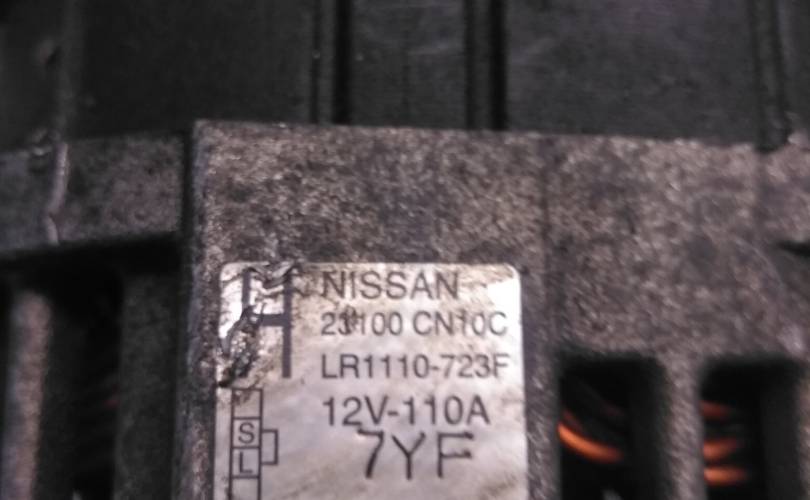 H
NISSAN
23100 CN10C
LR1110-723F
12V-110A
7YF
S
L